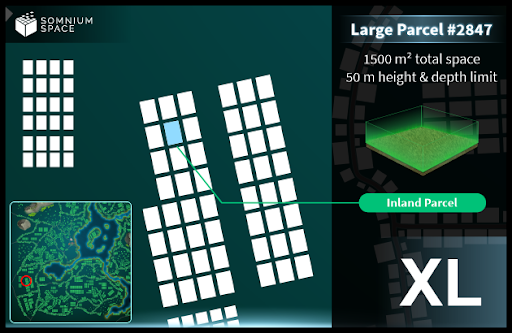 SOMNIUM
SPACE
Large Parcel #2847
1500 m² total space
50 m height & depth limit
Inland Parcel
XL